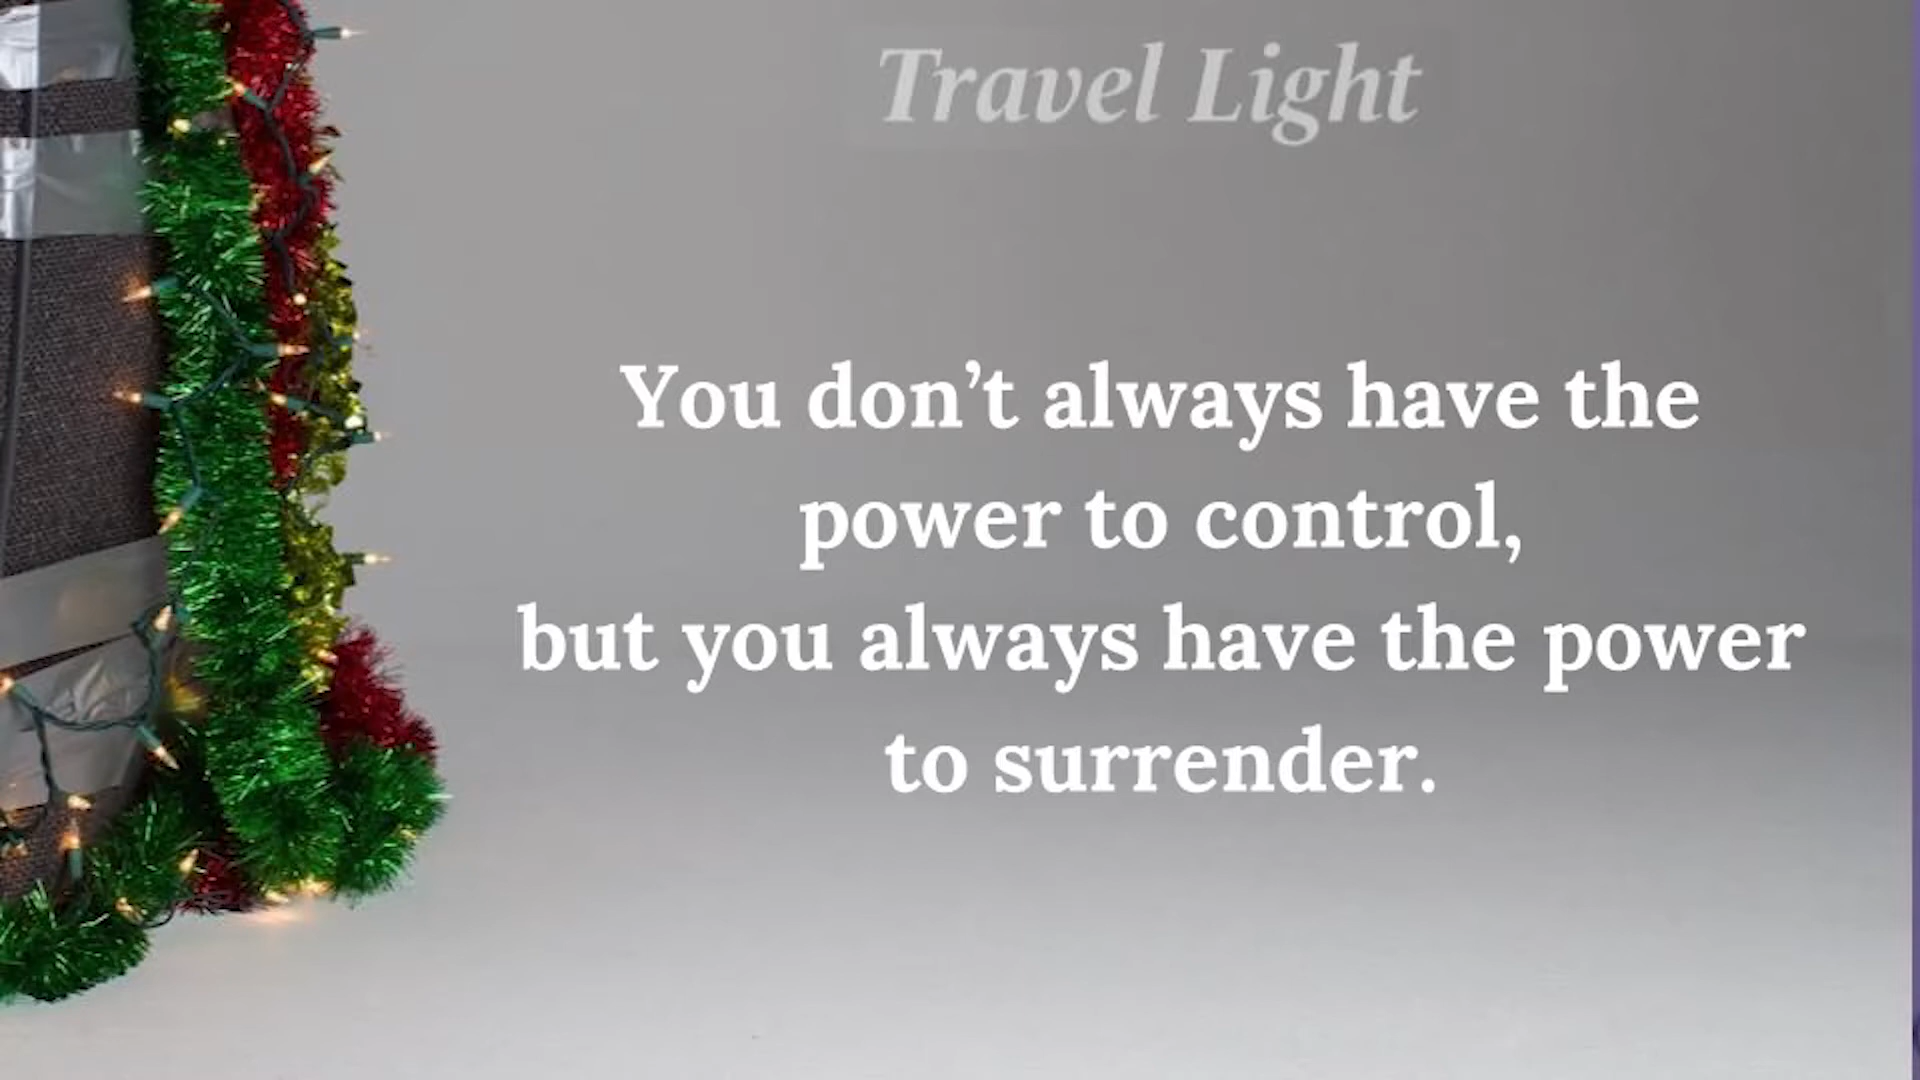 Travel Light
You don’t always have the
power to control,
but you always have the power
to surrender.